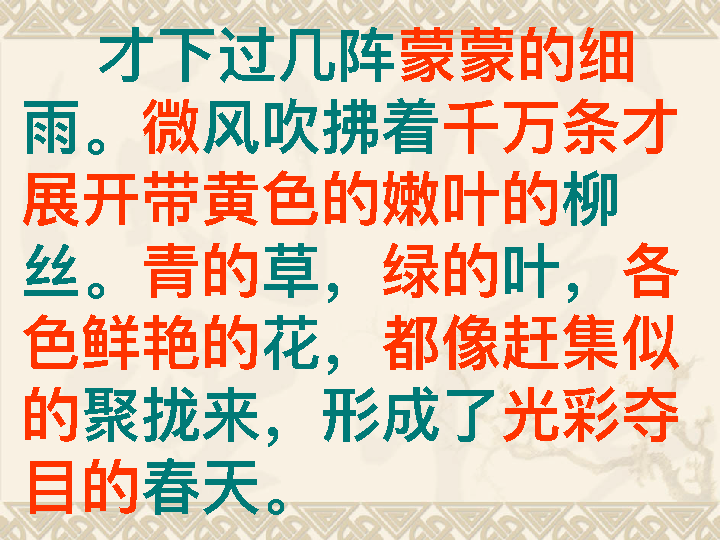 才下过几阵蒙蒙的细
雨。微风吹拂着千万条才
展开带黄色的嫩叶的柳
丝。青的草，绿的叶，各
色鲜艳的花，都像赶集似
的聚拢来，形成了光彩夺
目的春天。